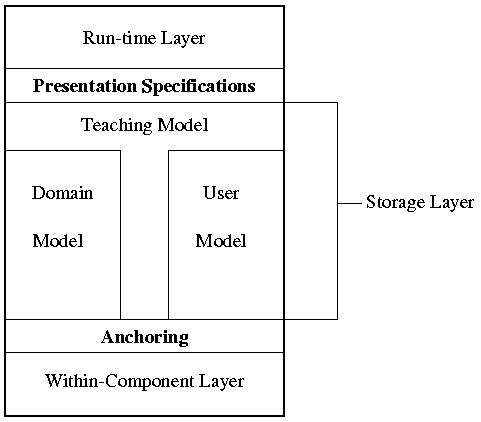 Run-time Layer
Presentation Specifications
Teaching Model
Domain
Model
User
Model
Storage Layer
Anchoring
Within-Component Layer